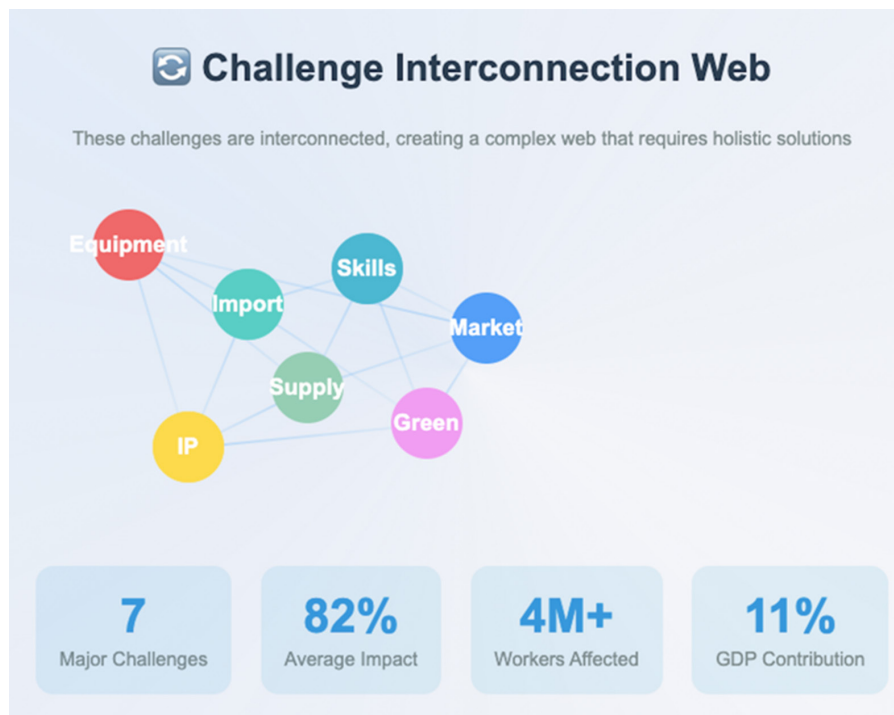 Challenge Interconnection Web
These challenges are interconnected, creating a complex web that requires holistic solutions
Equipment
Skills
Import
Market
Supply
Green
IP
7
Major Challenges
82%
Average Impact
4M+
Workers Affected
11%
GDP Contribution